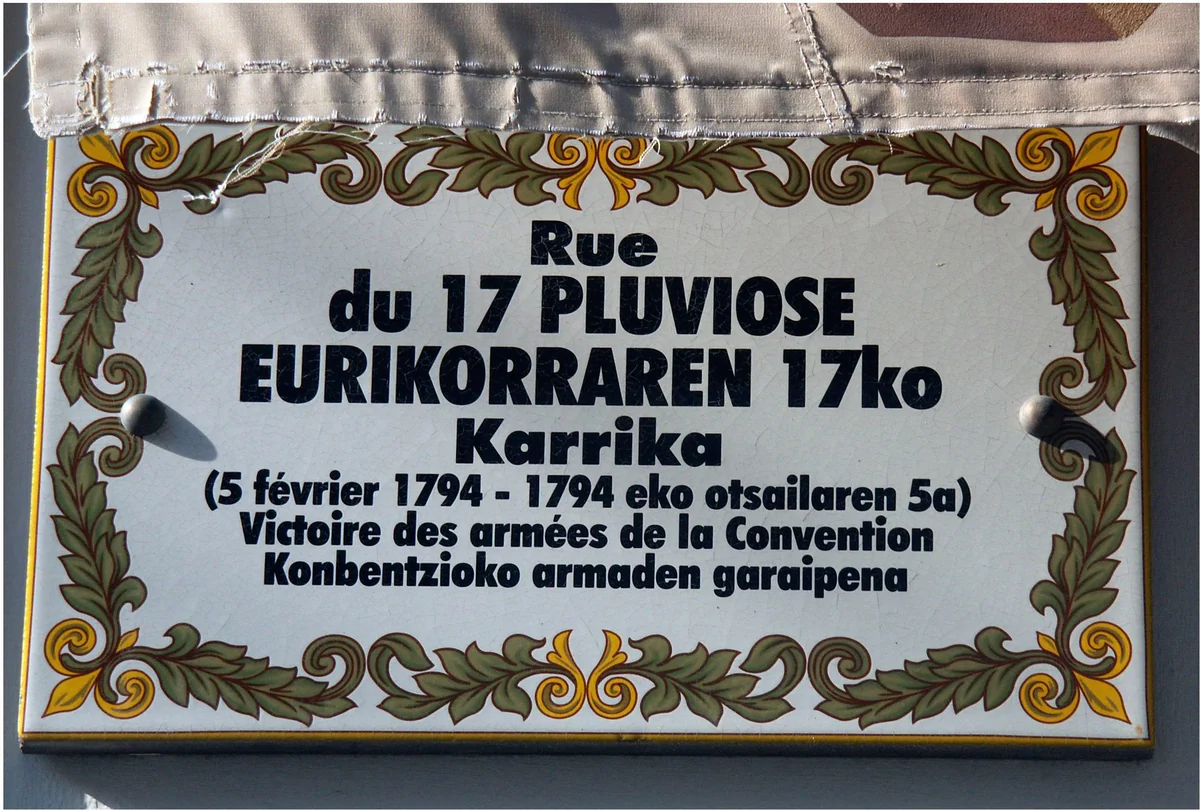 Rue
du 17 PLUVIOSE
EURIKORRAREN 17ko
Karrika
(5 février 1794 - 1794 eko otsailaren 5a)
Victoire des armées de la Convention
Konbentzioko armaden garaipena